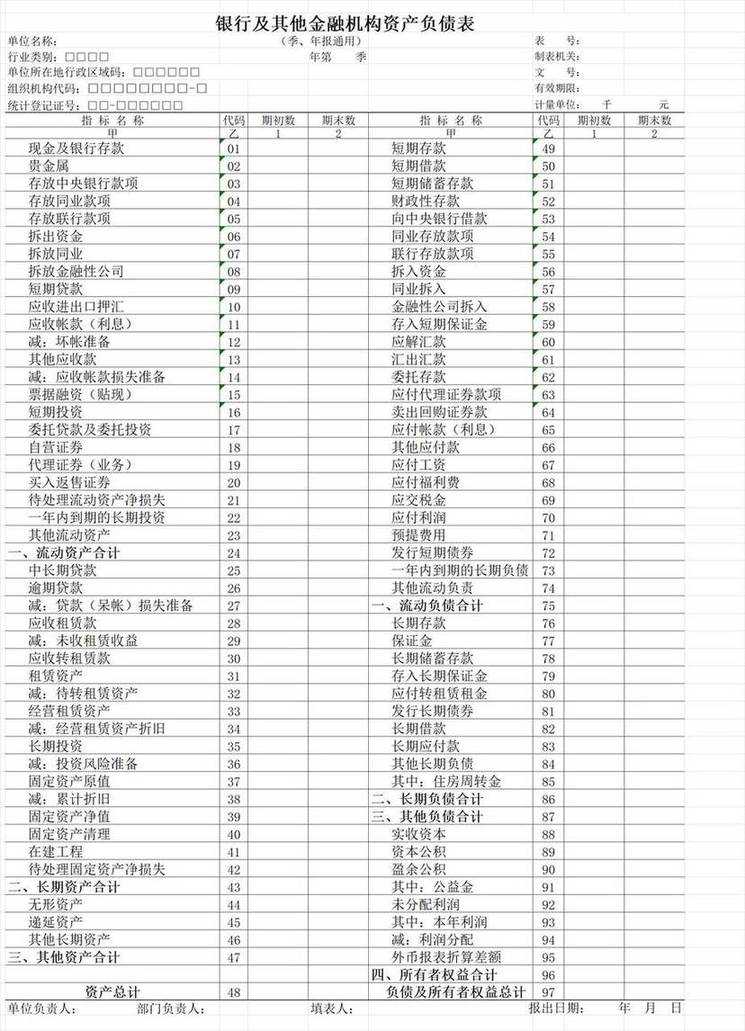 银行及其他金融机构资产负债表
单位名称： （季、年报通用） 表 号：
行业类别：□□□□ 年第 季 制表机关：
单位所在地行政区域码：□□□□□□ 文 号：
组织机构代码：□□□□□□□□-□ 有效期限：
统计登记证号：□□-□□□□□□ 计量单位： 千 元
指 标 名 称 代码 期初数 期末数 指 标 名 称 代码 期初数 期末数
甲 乙 1 2 甲 乙 1 2
现金及银行存款 01 短期存款 49
贵金属 02 短期借款 50
存放中央银行款项 03 短期储蓄存款 51
存放同业款项 04 财政性存款 52
存放联行款项 05 向中央银行借款 53
拆出资金 06 同业存放款项 54
拆放同业 07 联行存放款项 55
拆放金融性公司 08 拆入资金 56
短期贷款 09 同业拆入 57
应收进出口押汇 10 金融性公司拆入 58
应收帐款（利息） 11 存入短期保证金 59
减：坏帐准备 12 应解汇款 60
其他应收款 13 汇出汇款 61
减：应收帐款损失准备 14 委托存款 62
票据融资（贴现） 15 应付代理证券款项 63
短期投资 16 卖出回购证券款 64
委托贷款及委托投资 17 应付帐款（利息） 65
自营证券 18 其他应付款 66
代理证券（业务） 19 应付工资 67
买入返售证券 20 应付福利费 68
待处理流动资产净损失 21 应交税金 69
一年内到期的长期投资 22 应付利润 70
其他流动资产 23 预提费用 71
一、流动资产合计 24 发行短期债券 72
中长期贷款 25 一年内到期的长期负债 73
逾期贷款 26 其他流动负责 74
减：贷款（呆帐）损失准备 27 一、流动负债合计 75
应收租赁款 28 长期存款 76
减：未收租赁收益 29 保证金 77
应收转租赁款 30 长期储蓄存款 78
租赁资产 31 存入长期保证金 79
减：待转租赁资产 32 应付转租赁租金 80
经营租赁资产 33 发行长期债券 81
减：经营租赁资产折旧 34 长期借款 82
长期投资 35 长期应付款 83
减：投资风险准备 36 其他长期负债 84
固定资产原值 37 其中：住房周转金 85
减：累计折旧 38 二、长期负债合计 86
固定资产净值 39 三、其他负债合计 87
固定资产清理 40 实收资本 88
在建工程 41 资本公积 89
待处理固定资产净损失 42 盈余公积 90
二、长期资产合计 43 其中：公益金 91
无形资产 44 未分配利润 92
递延资产 45 其中：本年利润 93
其他长期资产 46 减：利润分配 94
三、其他资产合计 47 外币报表折算差额 95
四、所有者权益合计 96
资产总计 48 负债及所有者权益总计 97
单位负责人： 部门负责人： 填表人： 报出日期： 年 月 日